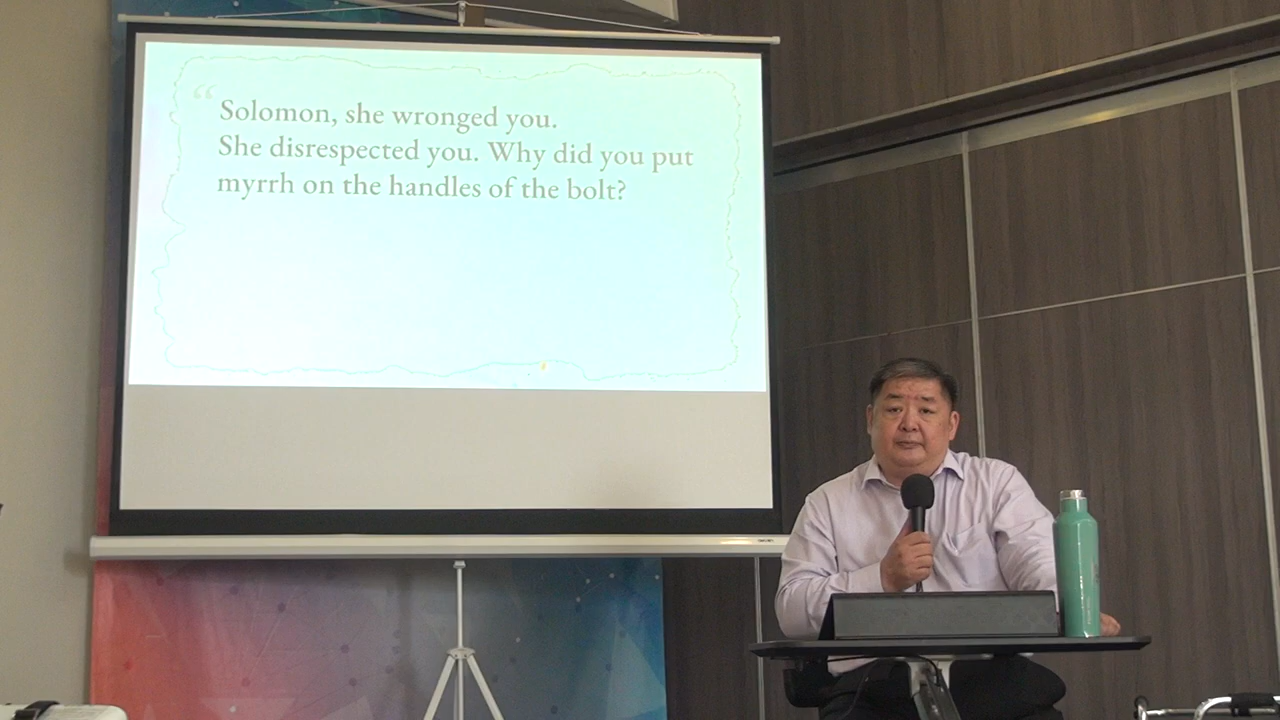 “
Solomon, she wronged you.
She disrespected you. Why did you put
myrrh on the handles of the bolt?